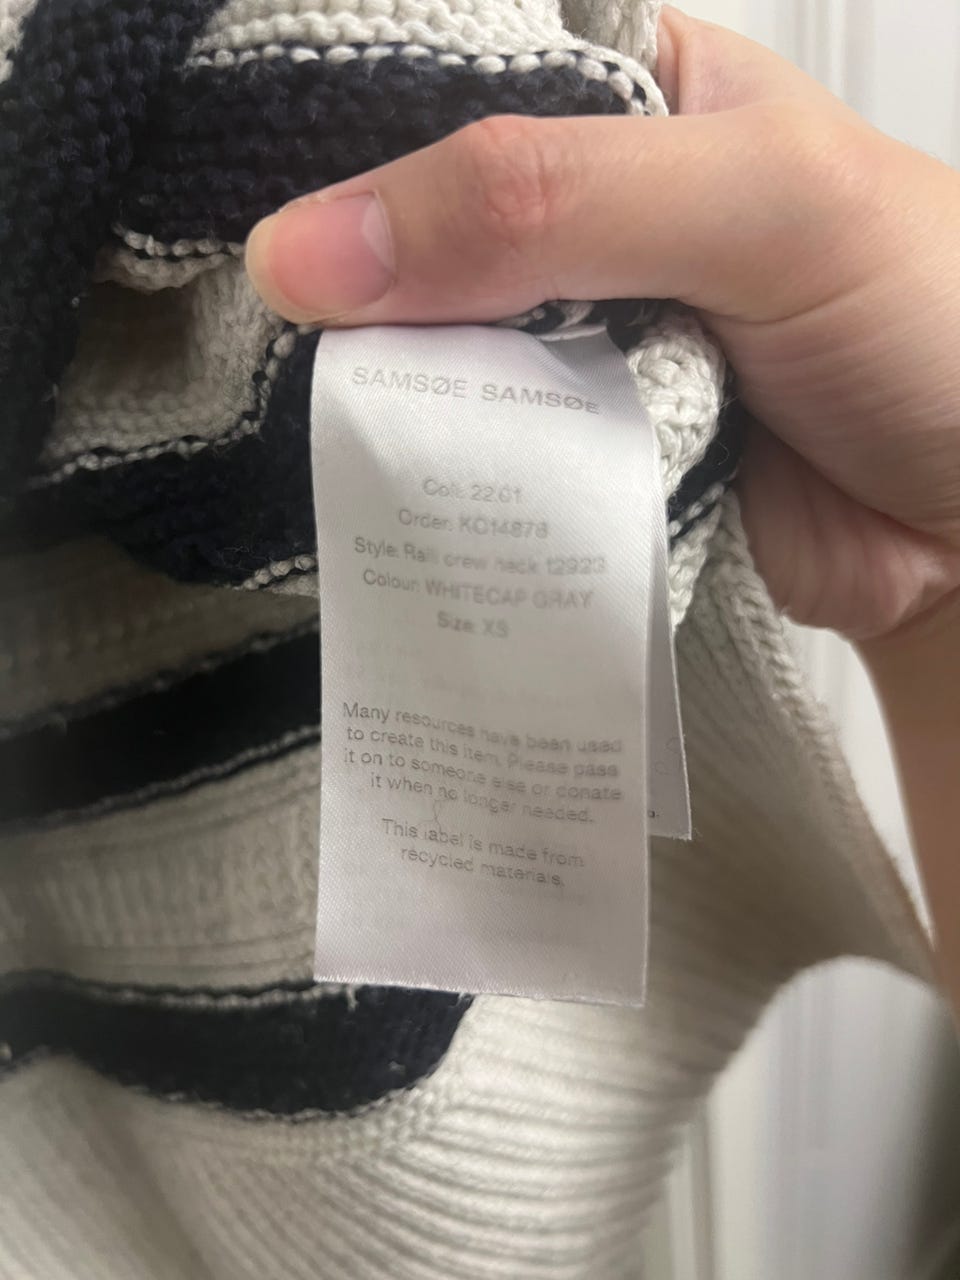 SAMSØE SAMSØE
Coll: 22.01
Order: KO14878
Style: Raili crew neck
Colour: WHITECAP GRAY
Size: XS
Many resources have been used
to create this item. Please pass
it on to someone else or donate
it when no longer needed.
This label is made from
recycled materials.